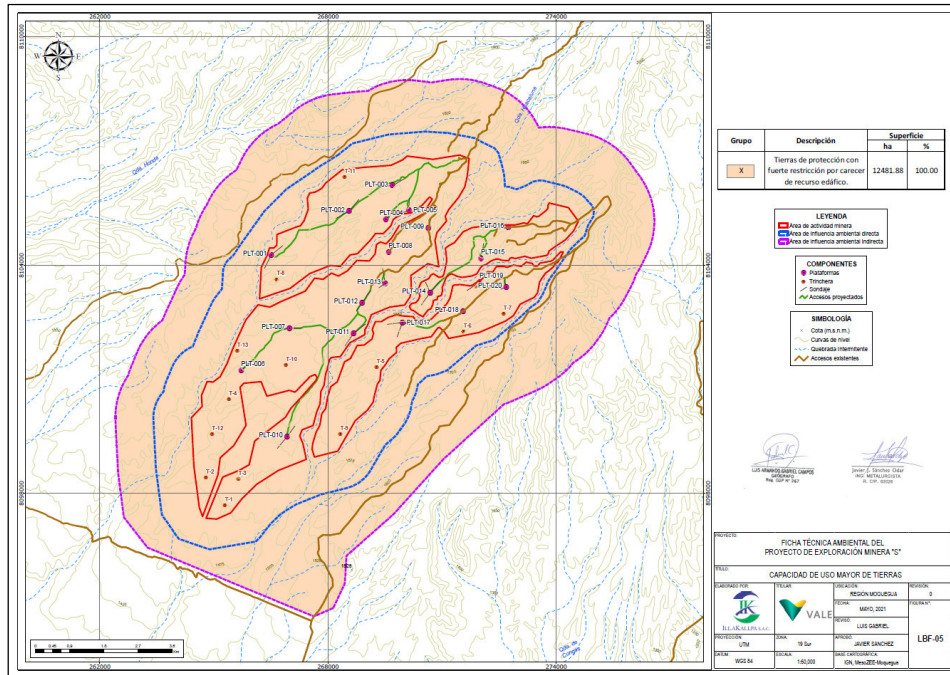 262000
268000
274000
8110000
8110000
N
W
E
S
T-11
PLT-003
PLT-002
PLT-004
PLT-005
PLT-009
PLT-016
PLT-001
PLT-008
PLT-015
8104000
8104000
T-8
PLT-013
PLT-019
PLT-014
PLT-020
PLT-012
PLT-018
T-7
PLT-007
PLT-011
PLT-017
T-6
T-13
T-10
T-5
PLT-006
T-4
T-12
PLT-010
T-9
T-2
T-3
8098000
8098000
T-1
262000
268000
274000
Grupo
Descripción
Superficie
ha
%
X
Tierras de protección con
fuerte restricción por carecer
de recurso edáfico.
12481.88
100.00
LEYENDA
Área de actividad minera
Área de influencia ambiental directa
Área de influencia ambiental indirecta
COMPONENTES
Plataformas
Trinchera
Sondaje
Accesos proyectados
SIMBOLOGÍA
Cota (m.s.n.m.)
Curvas de nivel
Quebrada intermitente
Accesos existentes
Javier S. Sánchez Odar
ING. METALURGISTA
PROYECTO:
FICHA TÉCNICA AMBIENTAL DEL
PROYECTO DE EXPLORACIÓN MINERA "S"
TÍTULO:
CAPACIDAD DE USO MAYOR DE TIERRAS
ELABORADO POR:
ILLAKALLPA S.A.C.
TITULAR:
VALE
UBICACIÓN:
REGIÓN MOQUEGUA
REVISIÓN:
0
FECHA:
MAYO, 2021
FIGURA N°:
LBF-05
REVISÓ:
LUIS GABRIEL
PROYECCIÓN:
UTM
ZONA:
19 Sur
APROBÓ:
JAVIER SANCHEZ
DATUM:
WGS 84
ESCALA:
1:60,000
BASE CARTOGRÁFICA:
IGN, MesoZEE-Moquegua